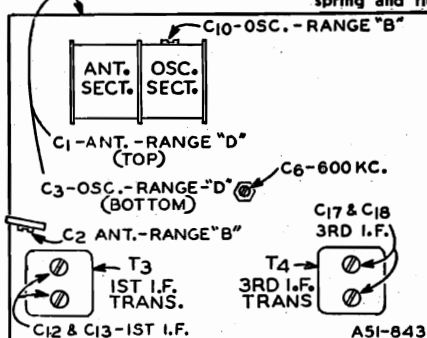 spring and
C10-OSC.-RANGE "B"
ANT. SECT.
OSC. SECT.
C1-ANT.-RANGE "D"
(TOP)
C3-OSC.-RANGE-"D"
(BOTTOM)
C6-600 KC.
C2 ANT.-RANGE "B"
C17 & C18
3RD I.F.
T3
1ST I.F.
TRANS.
T4
3RD I.F.
TRANS
C12 & C13-1ST I.F.
A51-843